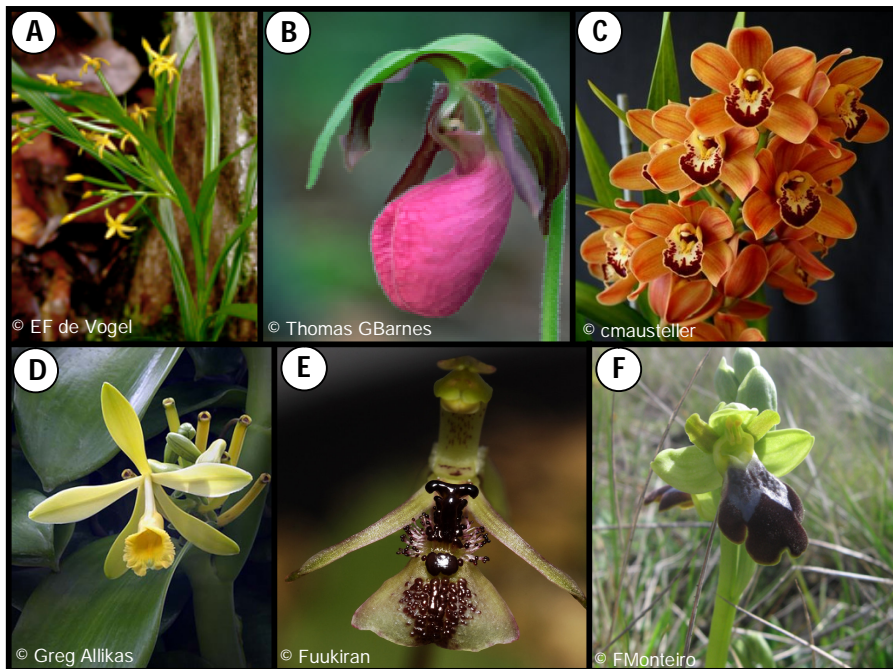 A
B
C
© EF de Vogel
© Thomas GBarnes
© cmausteller
D
E
F
© Greg Allikas
© Fuukiran
© FMonteiro